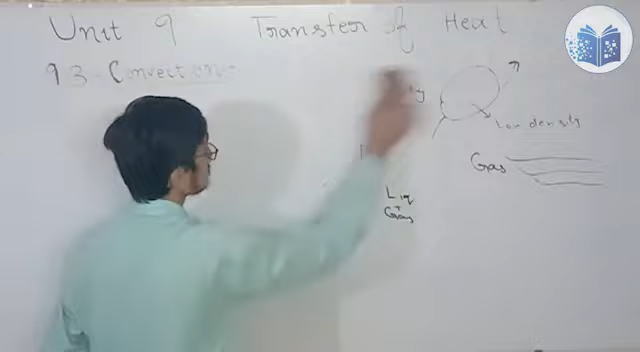 Unit 9 Transfer of Heat
9.3 - Convection:-
Low density
Gas
Liq
+
Gas